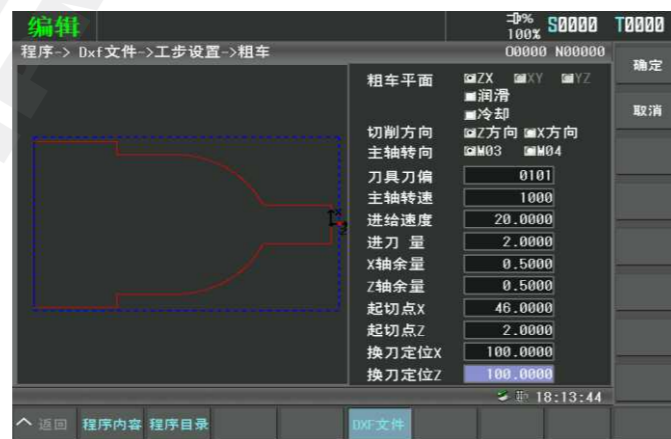 编辑
100% S0000 T0000
程序-> Dxf文件->工步设置->粗车 O0000 N00000
确定
取消
粗车平面 ZX XY YZ
润滑
冷却
切削方向 Z方向 X方向
主轴转向 M03 M04
刀具刀偏 0101
主轴转速 1000
进给速度 20.0000
进刀 量 2.0000
X轴余量 0.5000
Z轴余量 0.5000
起切点X 46.0000
起切点Z 2.0000
换刀定位X 100.0000
换刀定位Z 100.0000
X
Z
18:13:44
返回 程序内容 程序目录 DXF文件